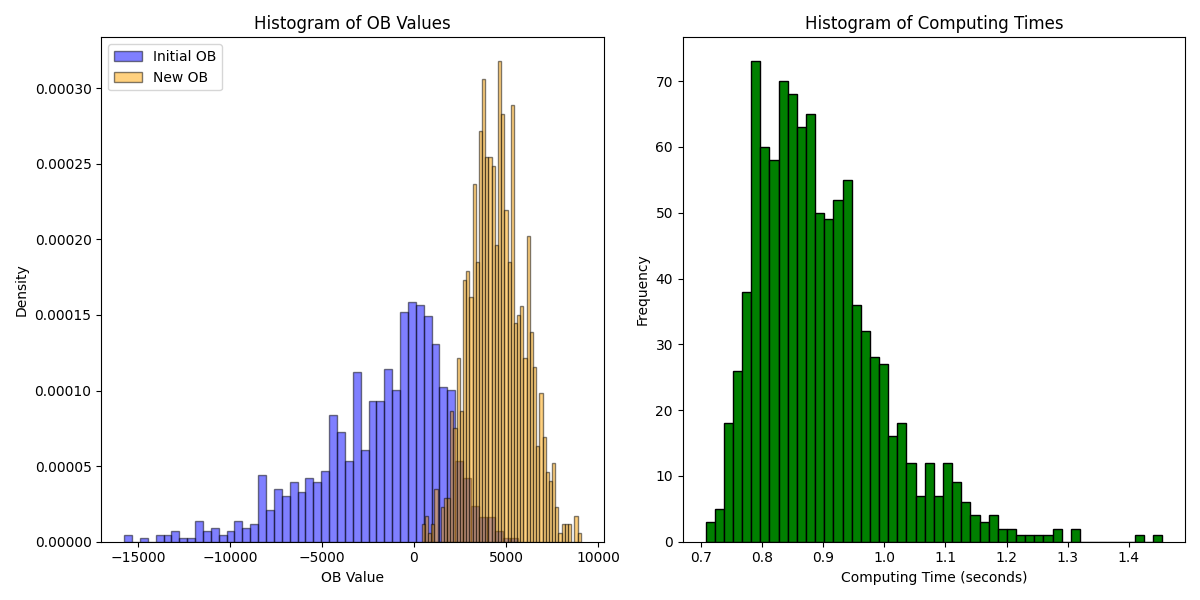 Histogram of OB Values
Initial OB
New OB
0.00030
0.00025
0.00020
0.00015
0.00010
0.00005
0.00000
Density
−15000 −10000 −5000 0 5000 10000
OB Value
Histogram of Computing Times
70
60
50
40
30
20
10
0
Frequency
0.7 0.8 0.9 1.0 1.1 1.2 1.3 1.4
Computing Time (seconds)